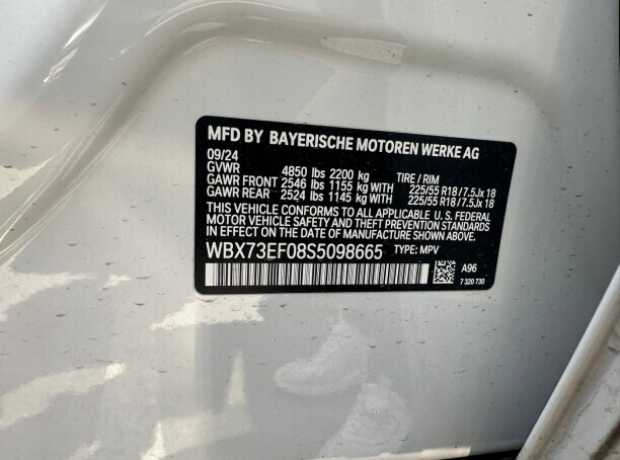 MFD BY BAYERISCHE MOTOREN WERKE AG
09/24
GVWR 4850 lbs 2200 kg TIRE / RIM
GAWR FRONT 2546 lbs 1155 kg WITH 225/55 R18 / 7.5Jx 18
GAWR REAR 2524 lbs 1145 kg WITH 225/55 R18 / 7.5Jx 18
THIS VEHICLE CONFORMS TO ALL APPLICABLE U. S. FEDERAL
MOTOR VEHICLE SAFETY AND THEFT PREVENTION STANDARDS
IN EFFECT ON THE DATE OF MANUFACTURE SHOWN ABOVE.
WBX73EF08S5098665 TYPE: MPV
A96
7 320 730